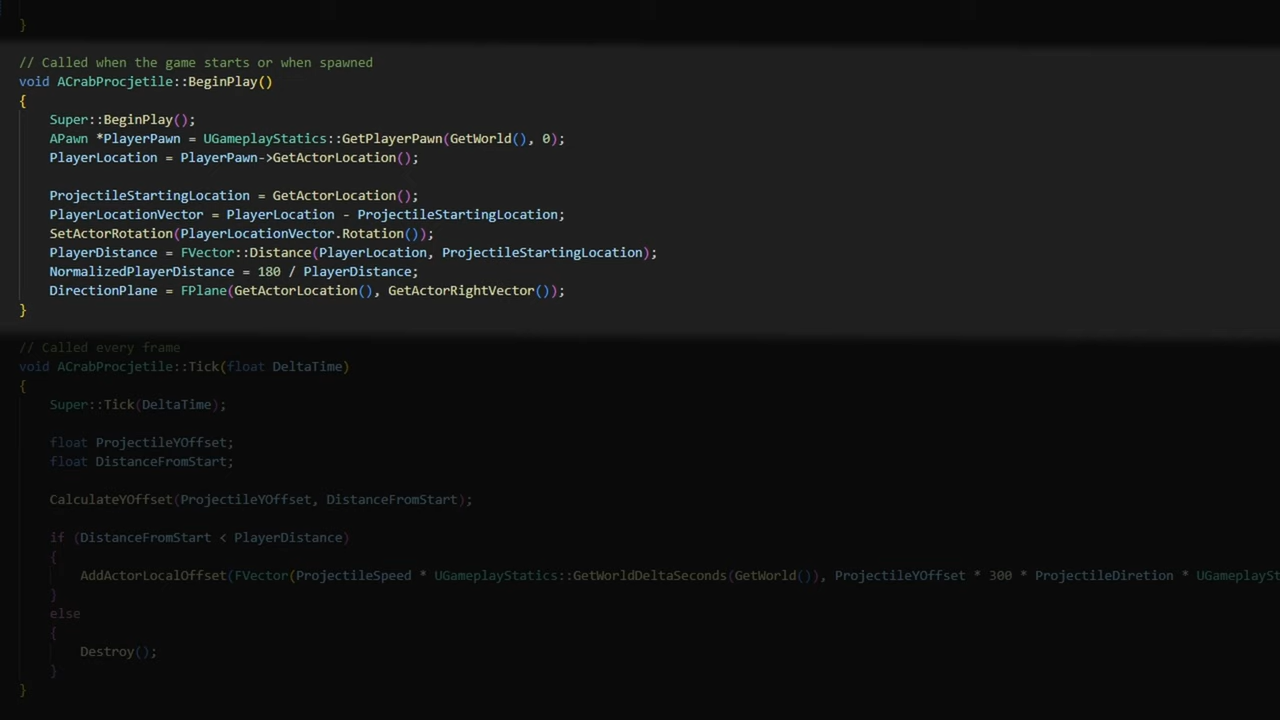 }
// Called when the game starts or when spawned
void ACrabProcjetile::BeginPlay()
{
Super::BeginPlay();
APawn *PlayerPawn = UGameplayStatics::GetPlayerPawn(GetWorld(), 0);
PlayerLocation = PlayerPawn->GetActorLocation();
ProjectileStartingLocation = GetActorLocation();
PlayerLocationVector = PlayerLocation - ProjectileStartingLocation;
SetActorRotation(PlayerLocationVector.Rotation());
PlayerDistance = FVector::Distance(PlayerLocation, ProjectileStartingLocation);
NormalizedPlayerDistance = 180 / PlayerDistance;
DirectionPlane = FPlane(GetActorLocation(), GetActorRightVector());
}
// Called every frame
void ACrabProcjetile::Tick(float DeltaTime)
{
Super::Tick(DeltaTime);
float ProjectileYOffset;
float DistanceFromStart;
CalculateYOffset(ProjectileYOffset, DistanceFromStart);
if (DistanceFromStart < PlayerDistance)
{
AddActorLocalOffset(FVector(ProjectileSpeed * UGameplayStatics::GetWorldDeltaSeconds(GetWorld()), ProjectileYOffset * 300 * ProjectileDiretion * UGameplaySt
}
else
{
Destroy();
}
}